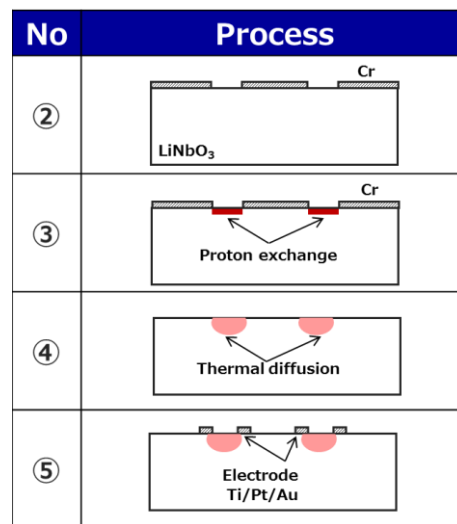 No Process
②
Cr
LiNbO₃
③
Cr
Proton exchange
④
Thermal diffusion
⑤
Electrode
Ti/Pt/Au